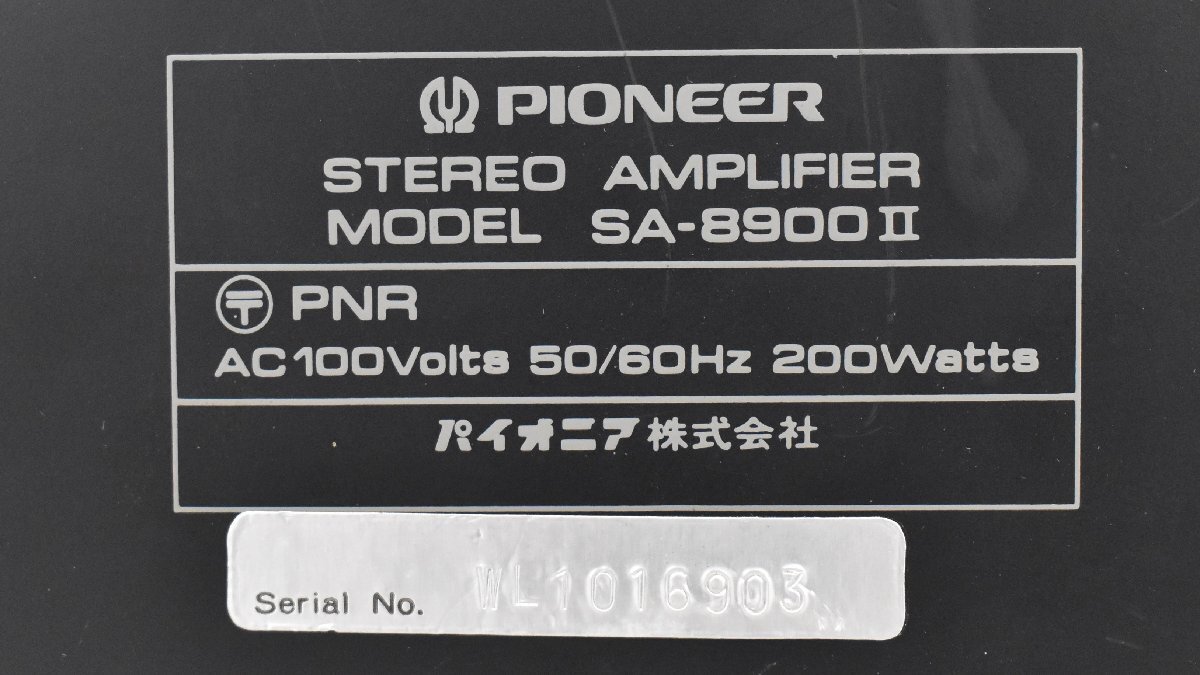 PIONEER
STEREO AMPLIFIER
MODEL SA-8900II
〒 PNR
AC100Volts 50/60Hz 200Watts
パイオニア株式会社
Serial No. WL1016903